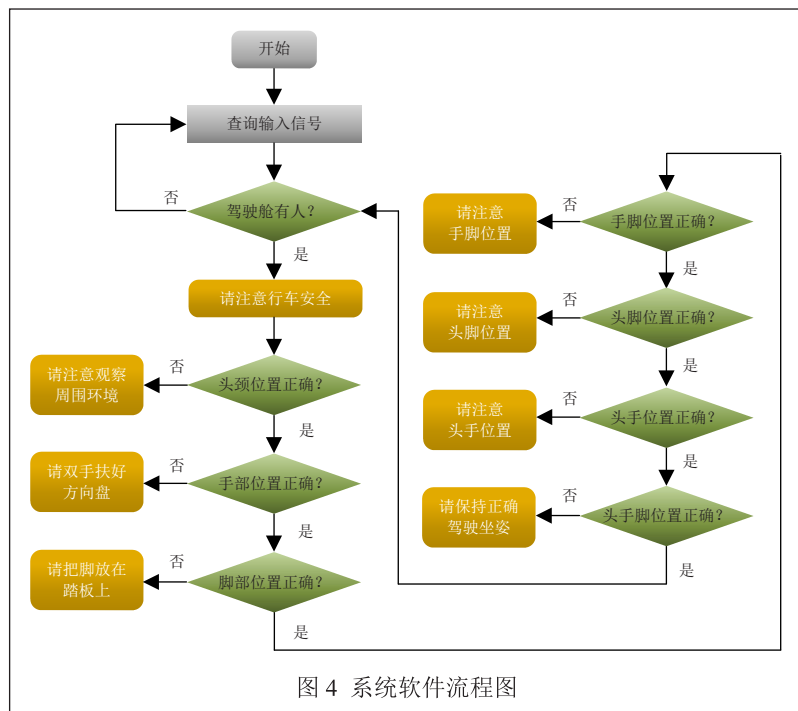 开始
查询输入信号
驾驶舱有人？
否
是
请注意行车安全
头颈位置正确？
否
请注意观察
周围环境
是
手部位置正确？
否
请双手扶好
方向盘
是
脚部位置正确？
否
请把脚放在
踏板上
是
手脚位置正确？
否
请注意
手脚位置
是
头脚位置正确？
否
请注意
头脚位置
是
头手位置正确？
否
请注意
头手位置
是
头手脚位置正确？
否
请保持正确
驾驶坐姿
是
图 4 系统软件流程图